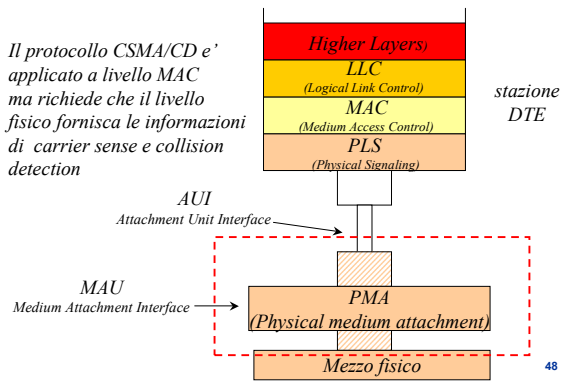 Il protocollo CSMA/CD e'
applicato a livello MAC
ma richiede che il livello
fisico fornisca le informazioni
di carrier sense e collision
detection
Higher Layers)
LLC
(Logical Link Control)
MAC
(Medium Access Control)
PLS
(Physical Signaling)
stazione
DTE
AUI
Attachment Unit Interface
MAU
Medium Attachment Interface
PMA
(Physical medium attachment)
Mezzo fisico
48